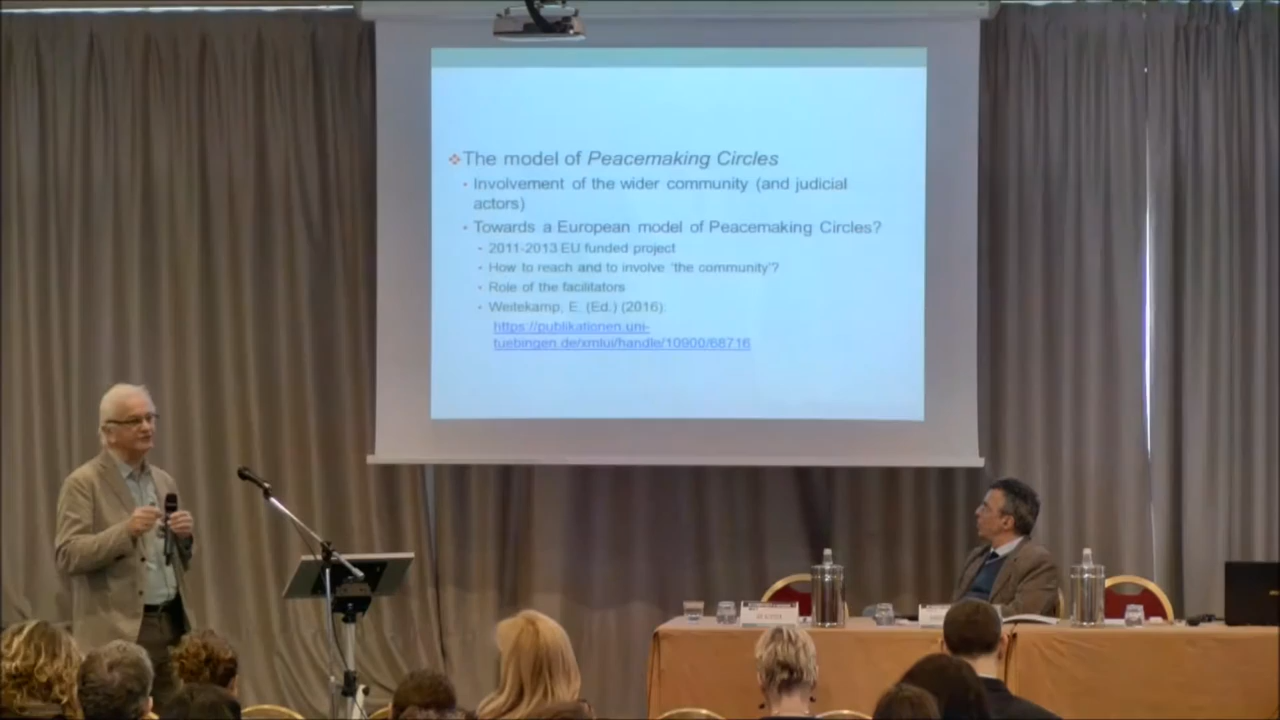 The model of Peacemaking Circles
Involvement of the wider community (and judicial
actors)
Towards a European model of Peacemaking Circles?
2011-2013 EU funded project
How to reach and to involve 'the community'?
Role of the facilitators
Weitekamp, E. (Ed.) (2016):
https://publikationen.uni-
tuebingen.de/xmlui/handle/10900/68716